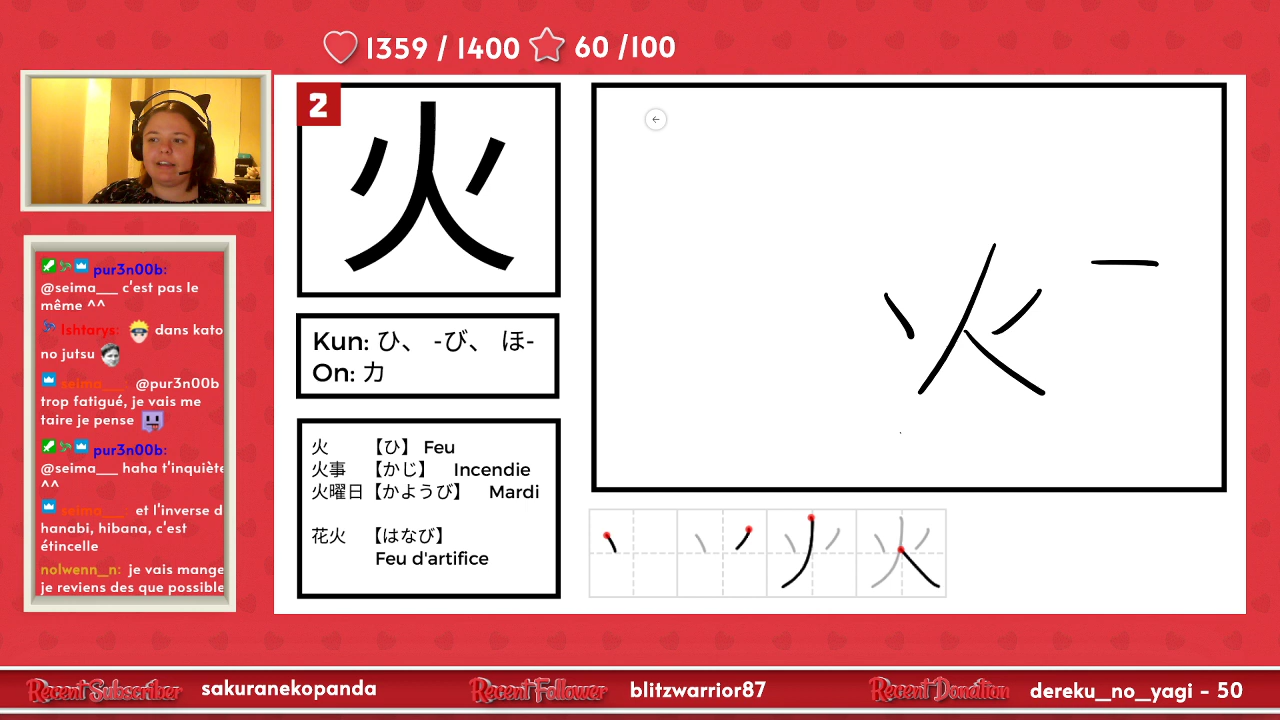 1359 / 1400 60 /100
2
火
Kun: ひ、 -び、 ほ-
On: カ
火 【ひ】 Feu
火事 【かじ】 Incendie
火曜日【かようび】 Mardi
花火 【はなび】
Feu d'artifice
火
pur3n00b:
@seima___ c'est pas le
même ^^
Ishtarys: dans kato
no jutsu
seima___: @pur3n00b
trop fatigué, je vais me
taire je pense
pur3n00b:
@seima___ haha t'inquiète
^^
seima___: et l'inverse d
hanabi, hibana, c'est
étincelle
nolwenn_n: je vais mange
je reviens des que possible
Recent Subscriber sakuranekopanda
Recent Follower blitzwarrior87
Recent Donation dereku_no_yagi - 50